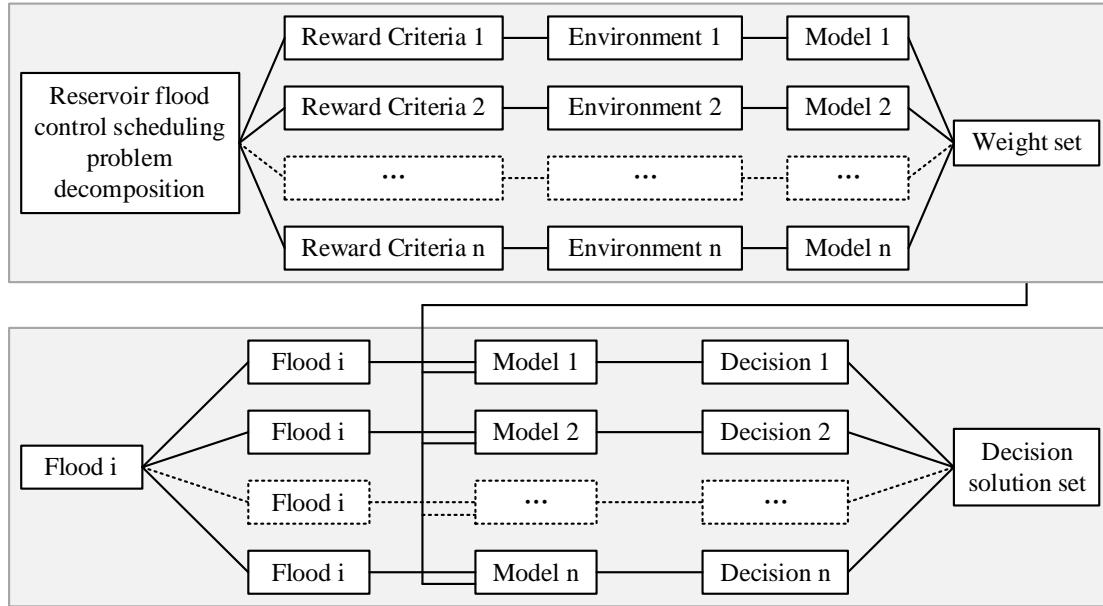 Reservoir flood
control scheduling
problem
decomposition
Reward Criteria 1
Environment 1
Model 1
Reward Criteria 2
Environment 2
Model 2
...
...
...
Reward Criteria n
Environment n
Model n
Weight set
Flood i
Flood i
Model 1
Decision 1
Flood i
Model 2
Decision 2
Flood i
...
...
Flood i
Model n
Decision n
Decision
solution set